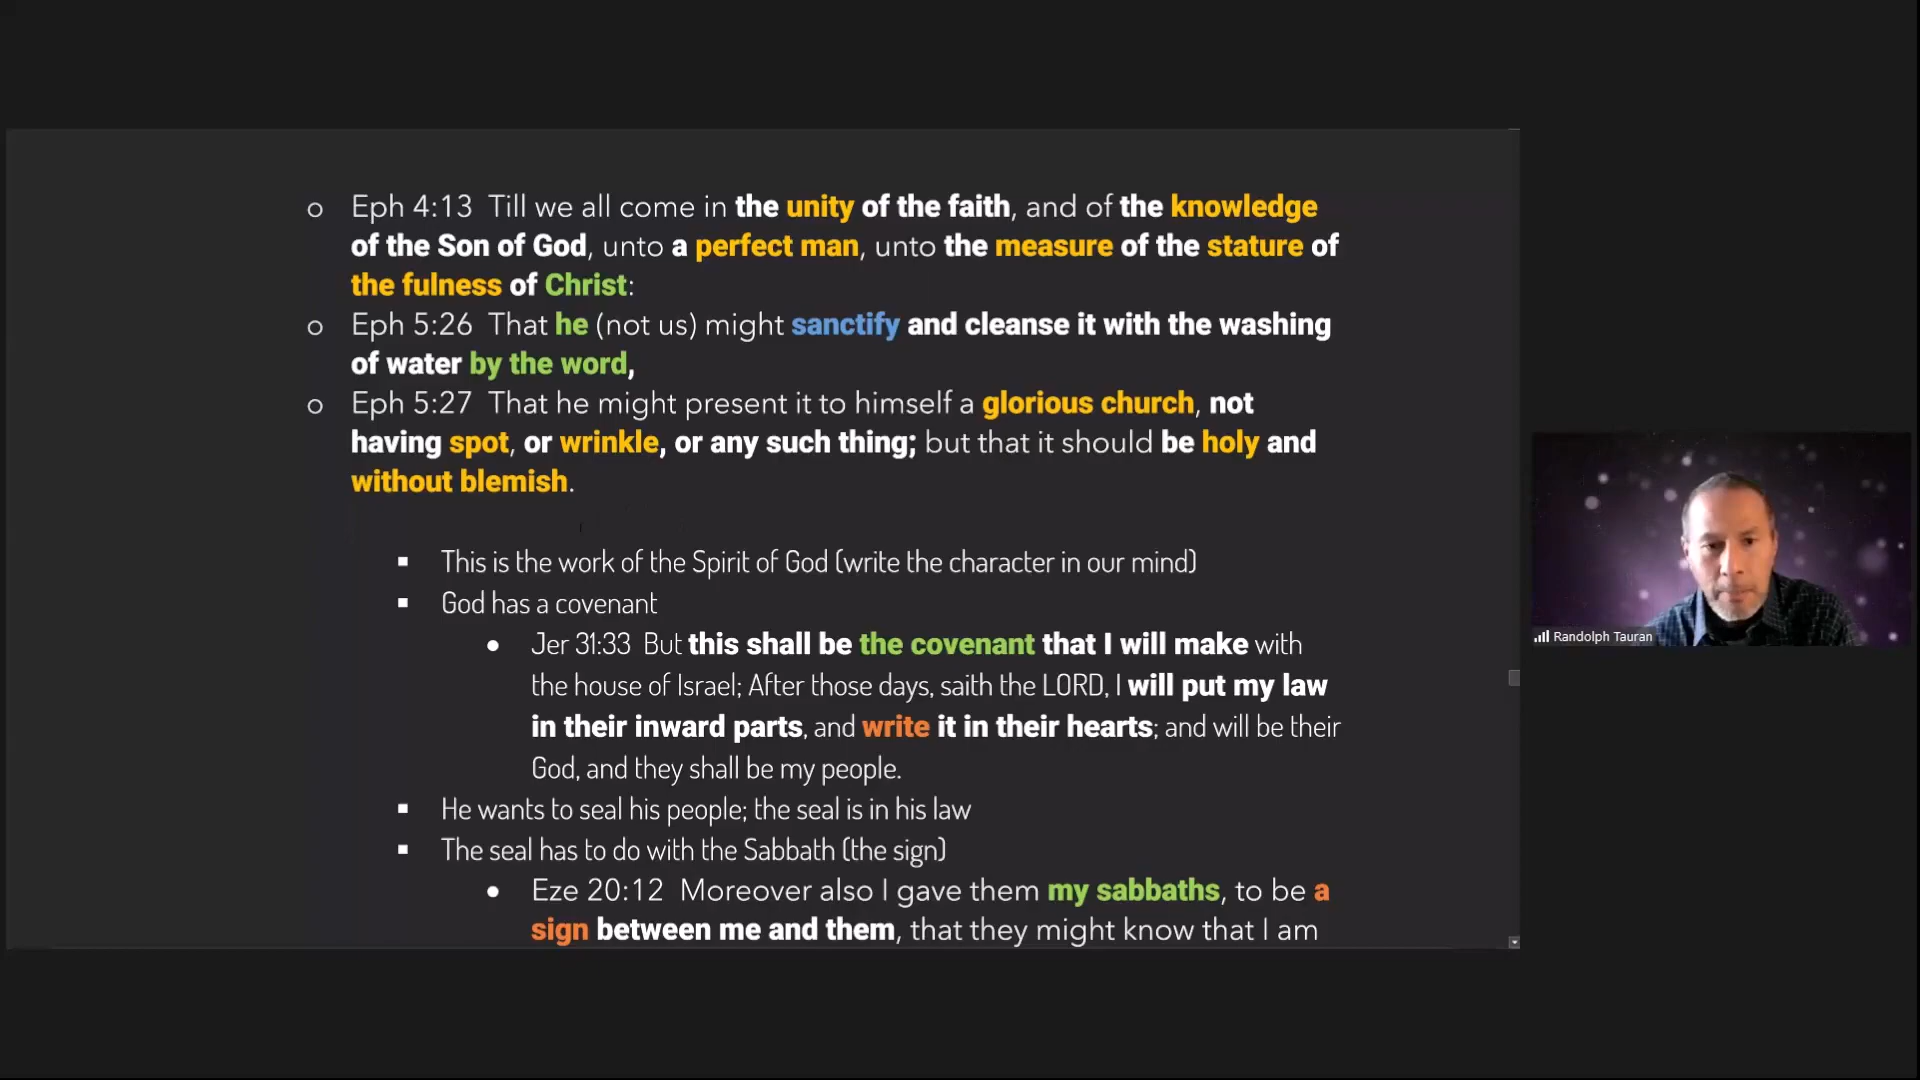 o Eph 4:13 Till we all come in the unity of the faith, and of the knowledge
of the Son of God, unto a perfect man, unto the measure of the stature of
the fulness of Christ:
o Eph 5:26 That he (not us) might sanctify and cleanse it with the washing
of water by the word,
o Eph 5:27 That he might present it to himself a glorious church, not
having spot, or wrinkle, or any such thing; but that it should be holy and
without blemish.
▪ This is the work of the Spirit of God (write the character in our mind)
▪ God has a covenant
• Jer 31:33 But this shall be the covenant that I will make with
the house of Israel; After those days, saith the LORD, I will put my law
in their inward parts, and write it in their hearts; and will be their
God, and they shall be my people.
▪ He wants to seal his people; the seal is in his law
▪ The seal has to do with the Sabbath (the sign)
• Eze 20:12 Moreover also I gave them my sabbaths, to be a
sign between me and them, that they might know that I am
Randolph Tauran